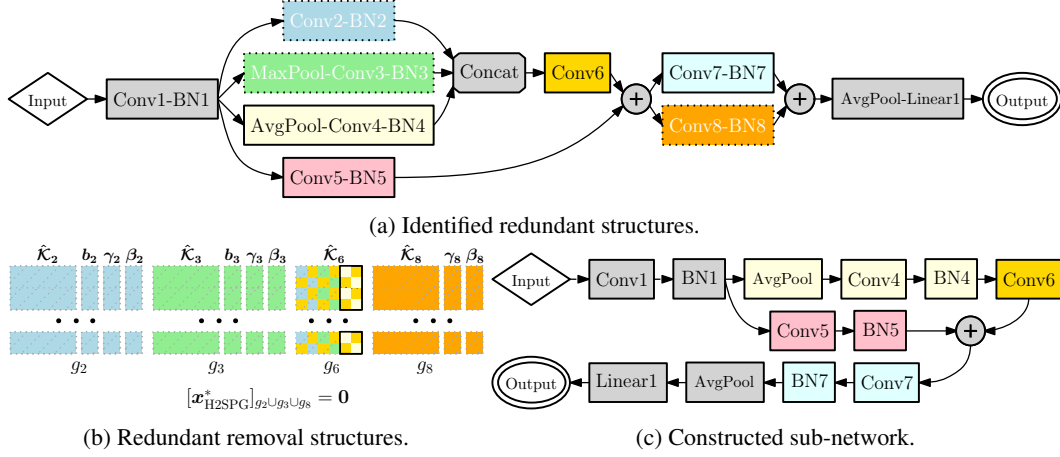 Conv2-BN2
MaxPool-Conv3-BN3
Concat
Conv6
Conv7-BN7
Input
Conv1-BN1
+
+
AvgPool-Linear1
Output
AvgPool-Conv4-BN4
Conv8-BN8
Conv5-BN5
(a) Identified redundant structures.
𝒦̂₂ b₂ γ₂ β₂ 𝒦̂₃ b₃ γ₃ β₃ 𝒦̂₆ 𝒦̂₈ γ₈ β₈
g₂ g₃ g₆ g₈
[x*_H2SPG]_{g₂∪g₃∪g₈} = 0
(b) Redundant removal structures.
Input
Conv1
BN1
AvgPool
Conv4
BN4
Conv6
Conv5
BN5
+
Output
Linear1
AvgPool
BN7
Conv7
(c) Constructed sub-network.